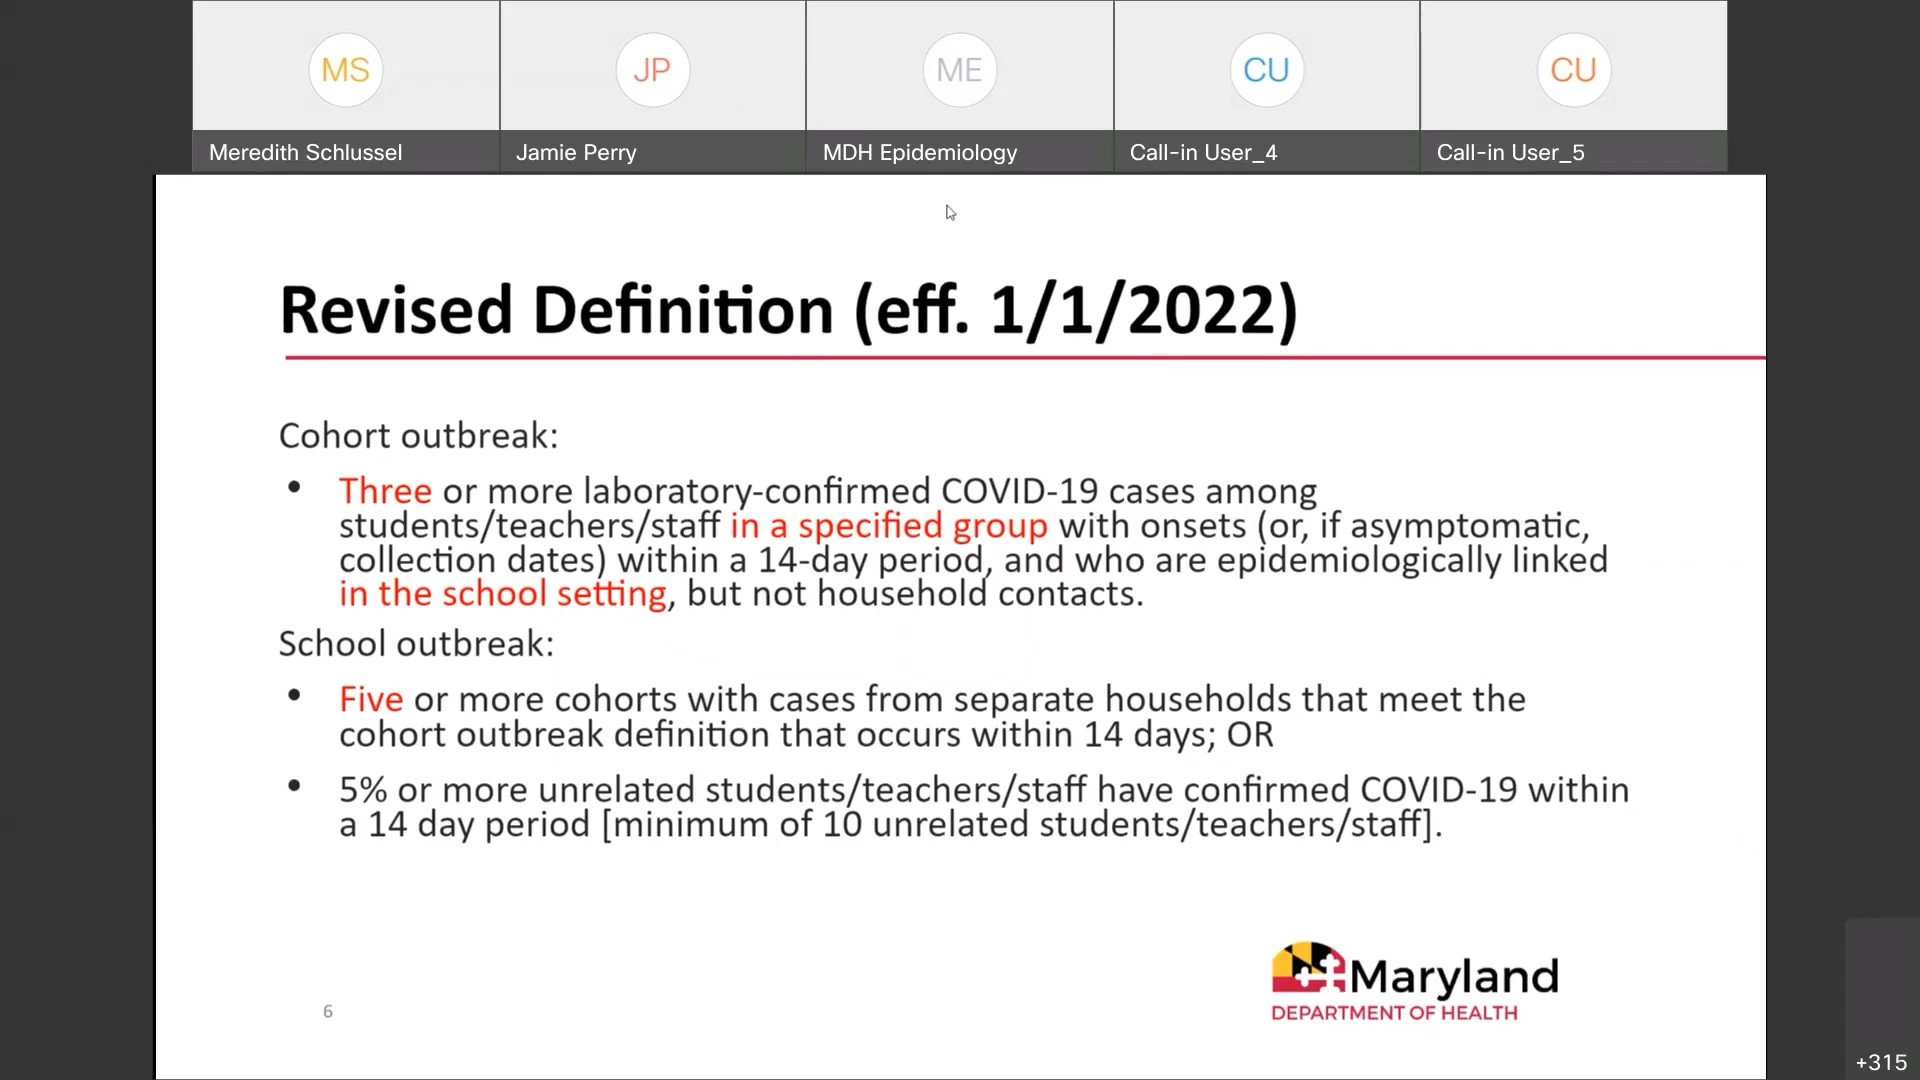 MS
JP
ME
CU
CU
Meredith Schlussel
Jamie Perry
MDH Epidemiology
Call-in User_4
Call-in User_5
Revised Definition (eff. 1/1/2022)
Cohort outbreak:
• Three or more laboratory-confirmed COVID-19 cases among
students/teachers/staff in a specified group with onsets (or, if asymptomatic,
collection dates) within a 14-day period, and who are epidemiologically linked
in the school setting, but not household contacts.
School outbreak:
• Five or more cohorts with cases from separate households that meet the
cohort outbreak definition that occurs within 14 days; OR
• 5% or more unrelated students/teachers/staff have confirmed COVID-19 within
a 14 day period [minimum of 10 unrelated students/teachers/staff].
Maryland
DEPARTMENT OF HEALTH
6
+315